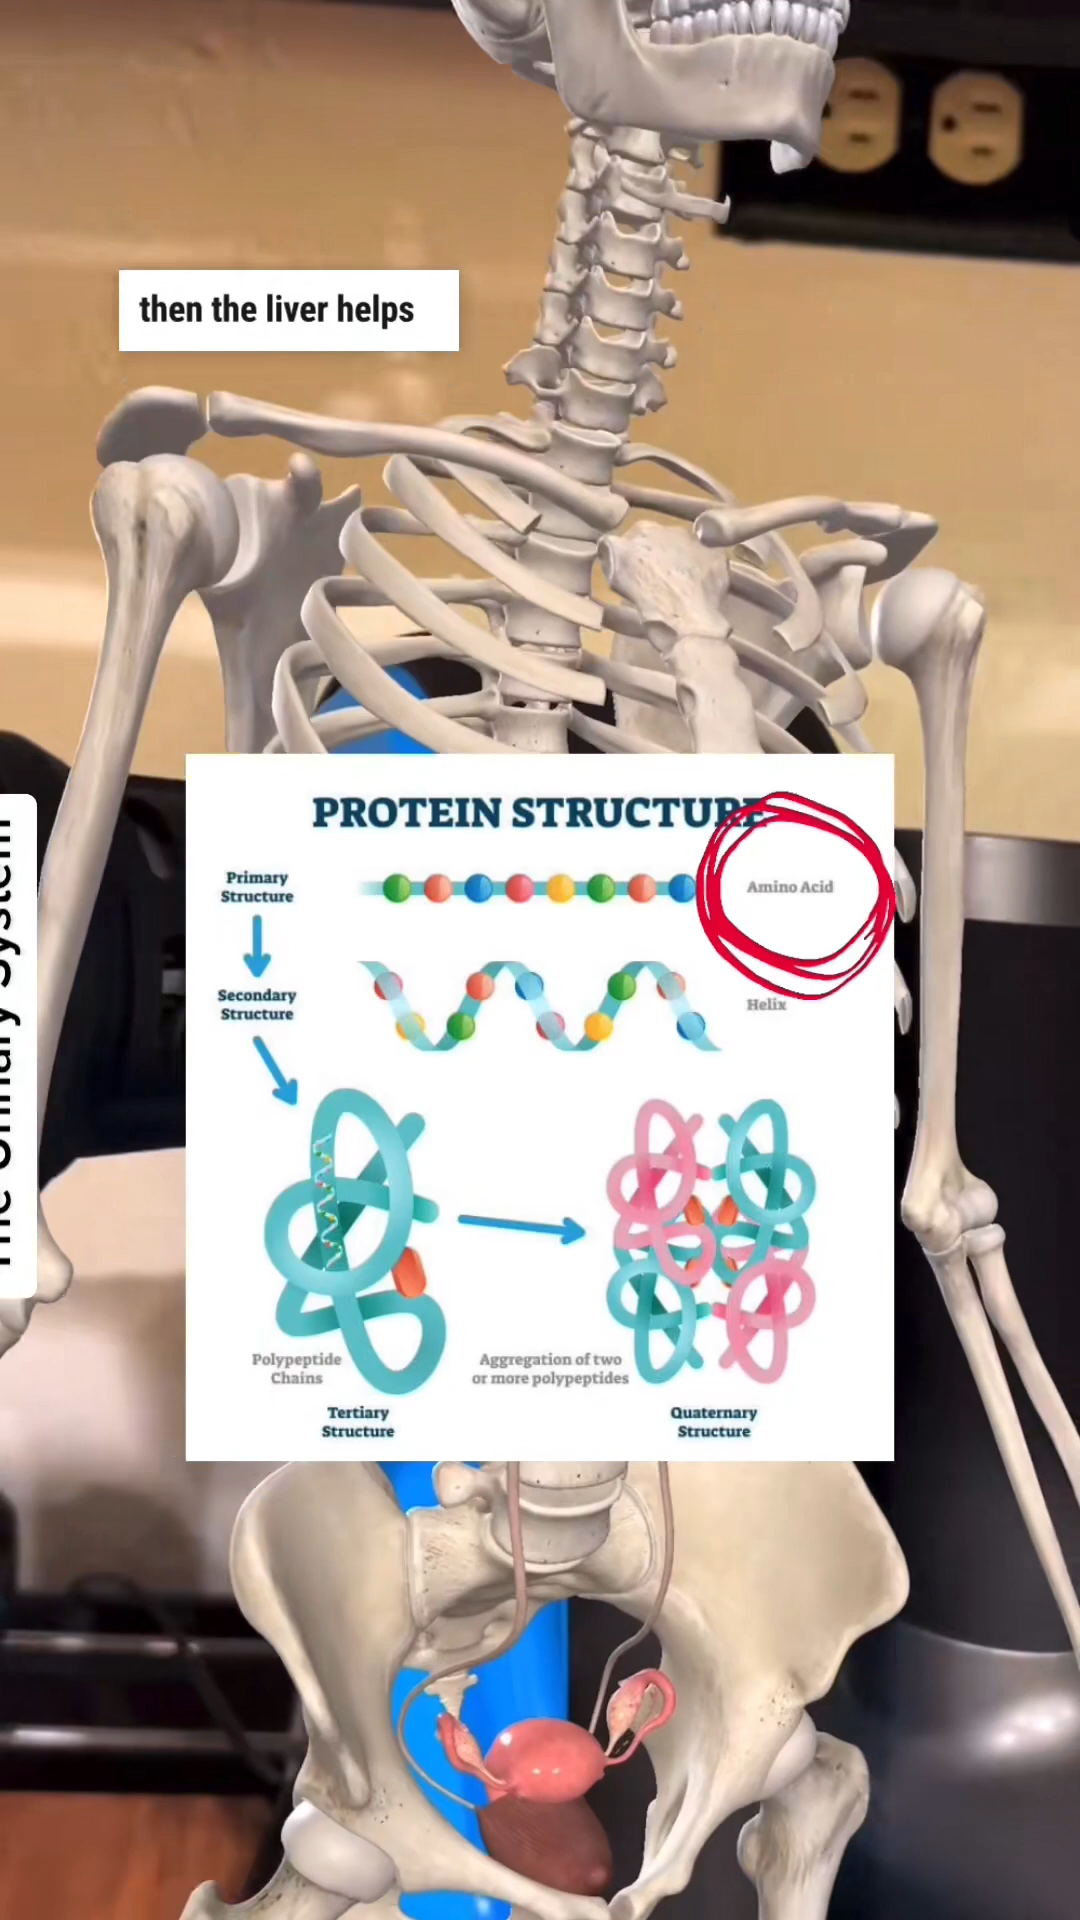 then the liver helps
PROTEIN STRUCTURE
Primary
Structure
Amino Acid
Secondary
Structure
Helix
Polypeptide
Chains
Aggregation of two
or more polypeptides
Tertiary
Structure
Quaternary
Structure
System